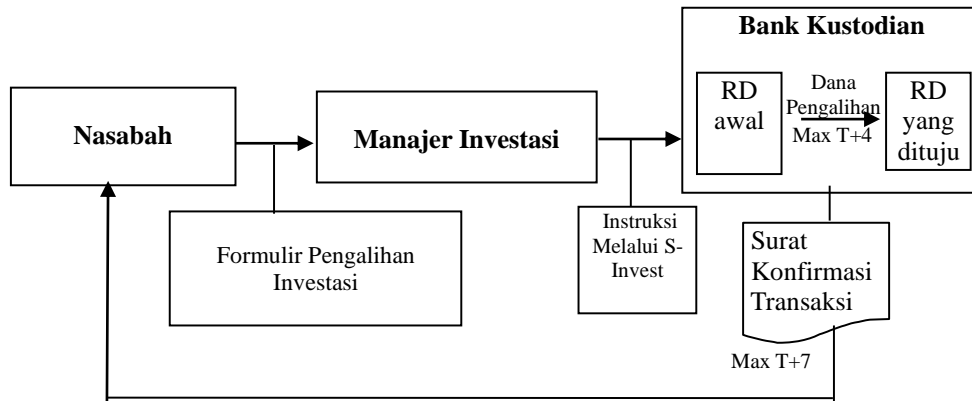 Bank Kustodian
Nasabah
Manajer Investasi
RD
awal
Dana
Pengalihan
Max T+4
RD
yang
dituju
Formulir Pengalihan
Investasi
Instruksi
Melalui S-
Invest
Surat
Konfirmasi
Transaksi
Max T+7